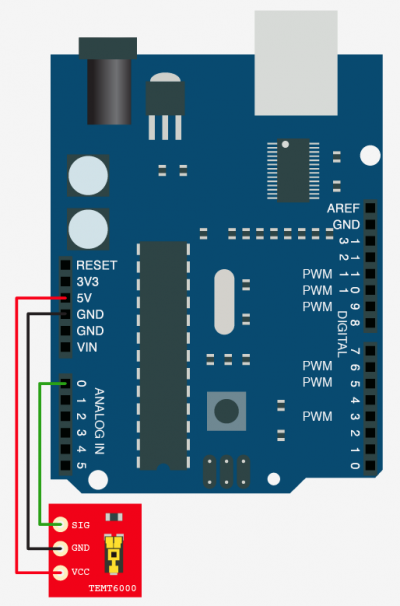 AREF
GND
13
12
11
10
9
8
PWM
PWM
PWM
DIGITAL
7
6
5
4
3
2
1
0
PWM
PWM
PWM
RESET
3V3
5V
GND
GND
VIN
ANALOG IN
0
1
2
3
4
5
SIG
GND
VCC
TEMT6000